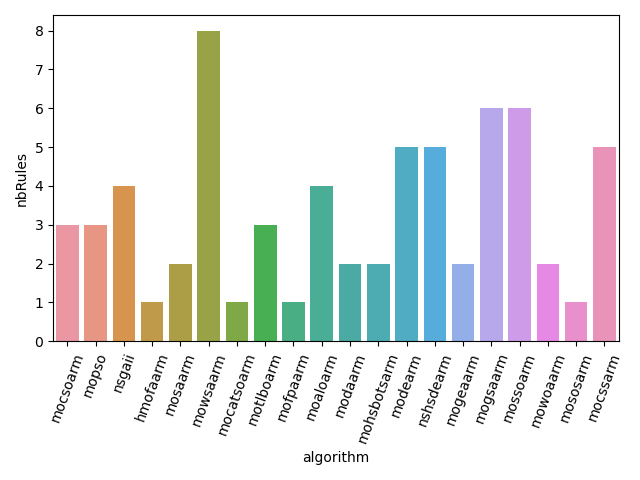 8
7
6
5
4
3
2
1
0
nbRules
mocsoarm
mopso
nsgaii
hmofaarm
mosaarm
mowsaarm
mocatsoarm
motlboarm
mofpaarm
moaloarm
modaarm
mohsbotsarm
modearm
nshsdearm
mogeaarm
mogsaarm
mossoarm
mowoaarm
mososarm
mocssarm
algorithm